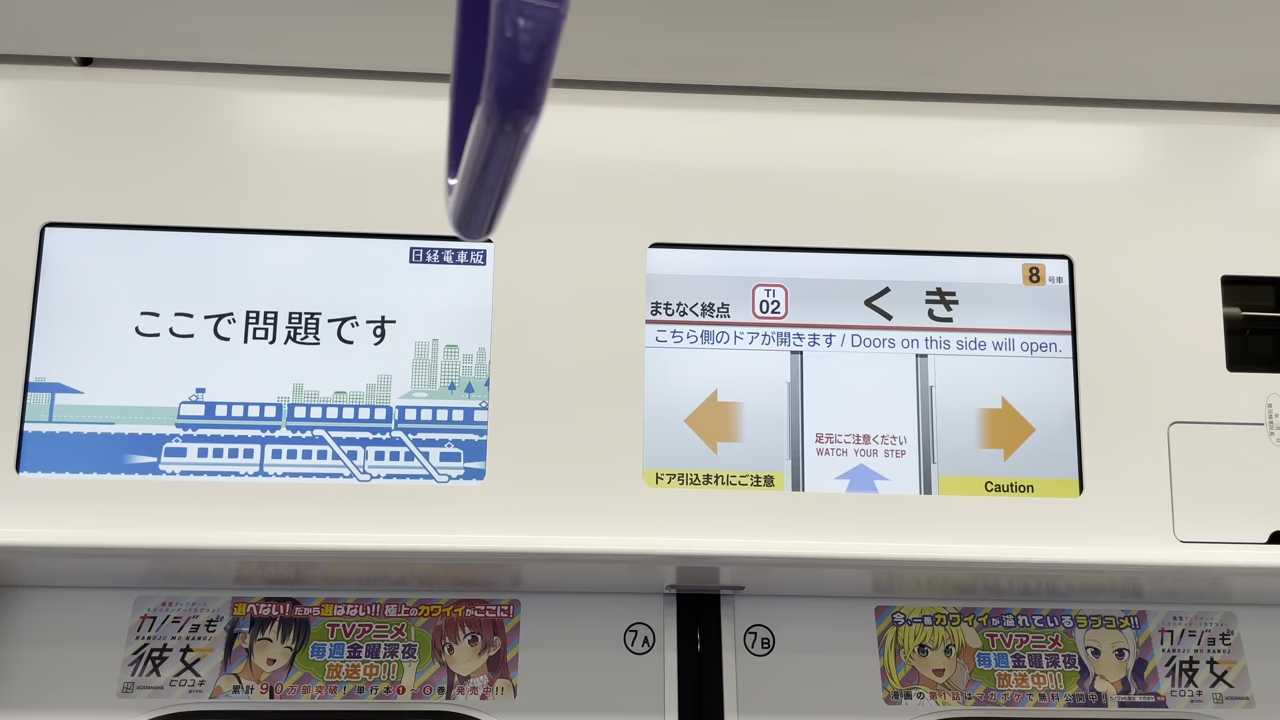 日経電車版
ここで問題です
8号車
まもなく終点
TI
02
くき
こちら側のドアが開きます / Doors on this side will open.
足元にご注意ください
WATCH YOUR STEP
ドア引込まれにご注意
Caution
カノジョも
KANOJO MO KANOJO
彼女
ヒロユキ
KODANSHA
選べない!だから選ばない!!極上のカワイイがここに!
TVアニメ
毎週金曜深夜
放送中!!
累計90万部突破!単行本①〜⑥巻発売中!!
7A
7B
今、一番カワイイが溢れているラブコメ!!
TVアニメ
毎週金曜深夜
放送中!!
漫画の第1話はマガポケで無料公開中!
カノジョも
KANOJO MO KANOJO
彼女
ヒロユキ
KODANSHA